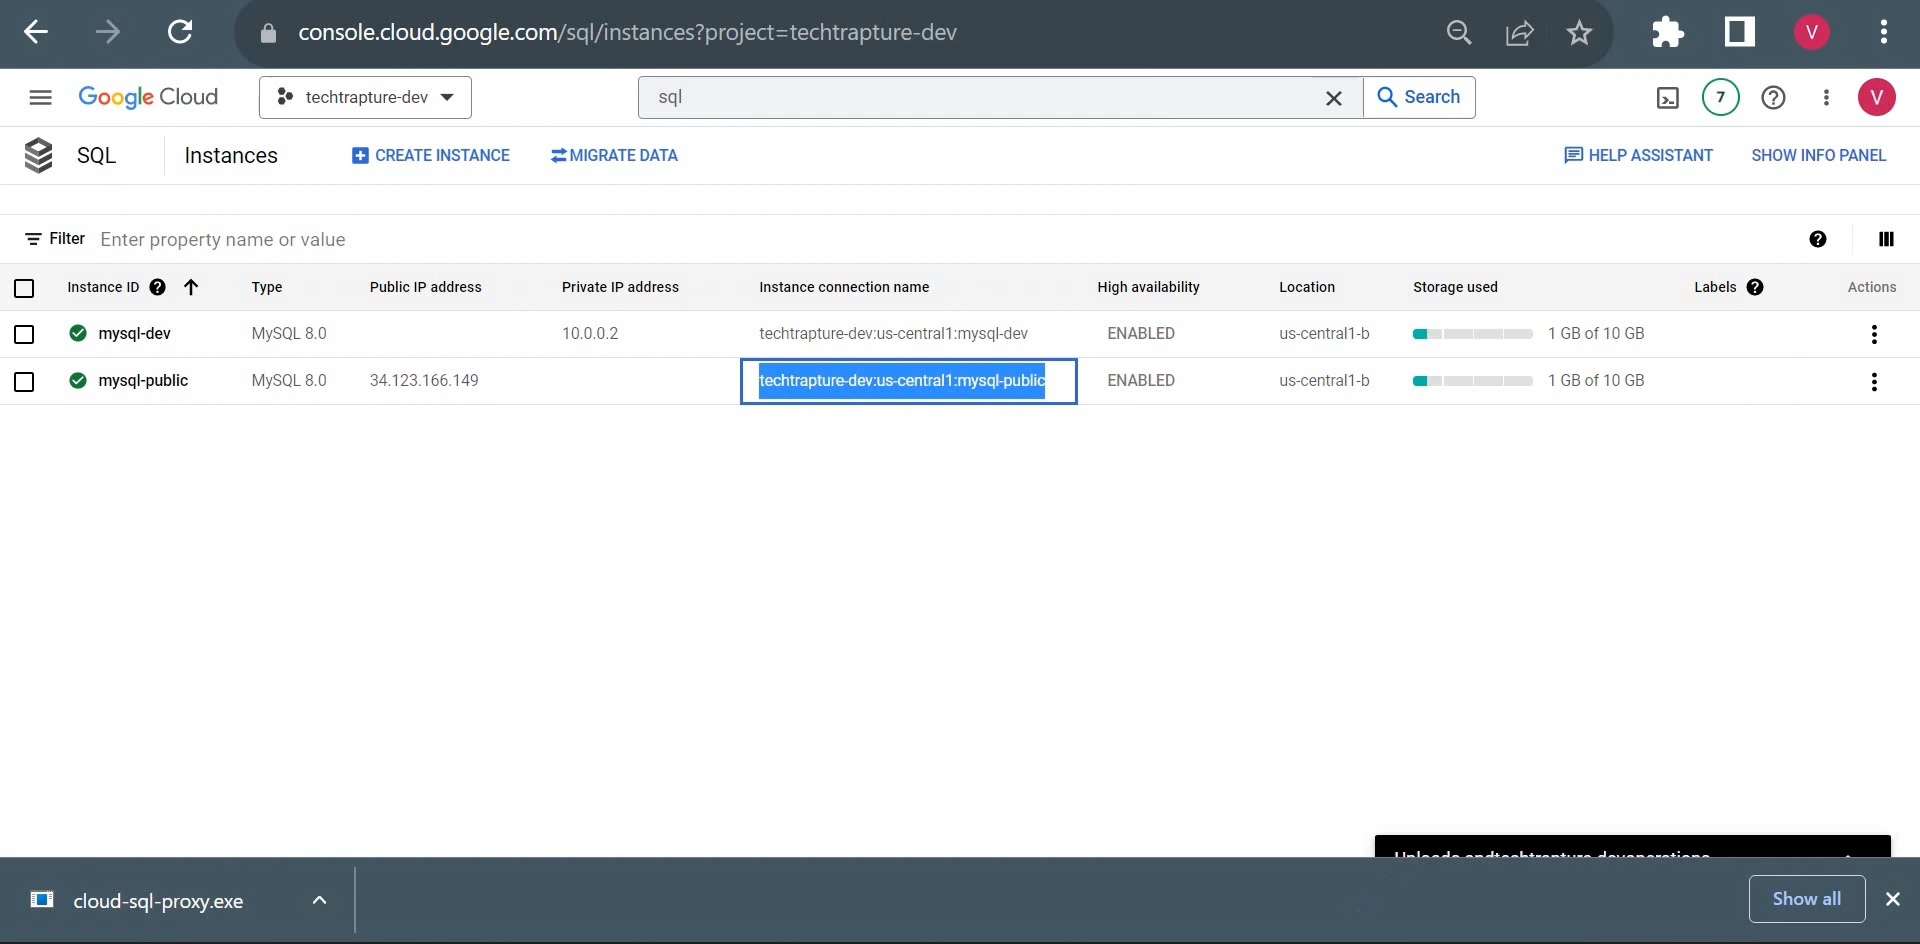 console.cloud.google.com/sql/instances?project=techtrapture-dev
V
Google Cloud
techtrapture-dev
sql
Search
7
V
SQL
Instances
CREATE INSTANCE
MIGRATE DATA
HELP ASSISTANT
SHOW INFO PANEL
Filter
Enter property name or value
Instance ID
Type
Public IP address
Private IP address
Instance connection name
High availability
Location
Storage used
Labels
Actions
mysql-dev
MySQL 8.0
10.0.0.2
techtrapture-dev:us-central1:mysql-dev
ENABLED
us-central1-b
1 GB of 10 GB
mysql-public
MySQL 8.0
34.123.166.149
techtrapture-dev:us-central1:mysql-public
ENABLED
us-central1-b
1 GB of 10 GB
cloud-sql-proxy.exe
Show all